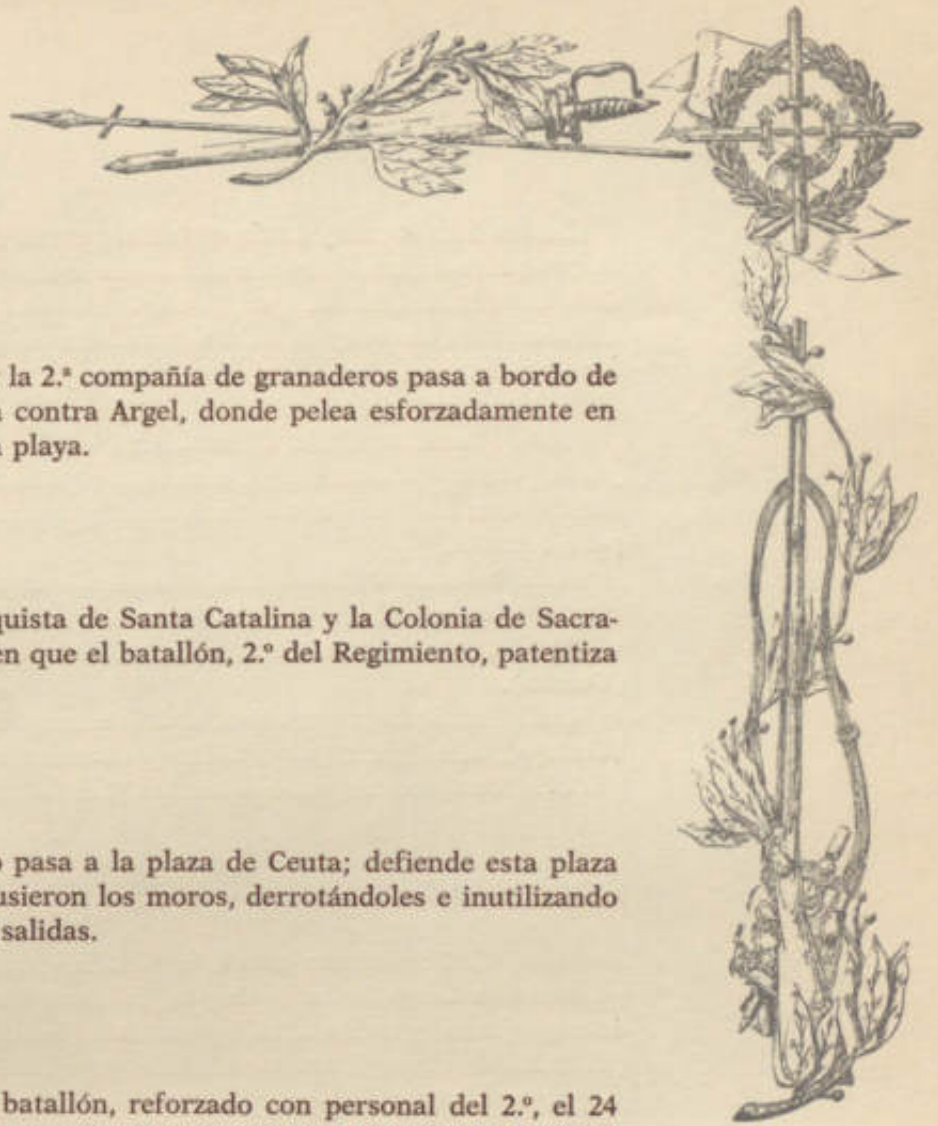 la 2.ª compañía de granaderos pasa a bordo de
contra Argel, donde pelea esforzadamente en
playa.
quista de Santa Catalina y la Colonia de Sacra-
en que el batallón, 2.º del Regimiento, patentiza
pasa a la plaza de Ceuta; defiende esta plaza
usieron los moros, derrotándoles e inutilizando
salidas.
batallón, reforzado con personal del 2.º, el 24